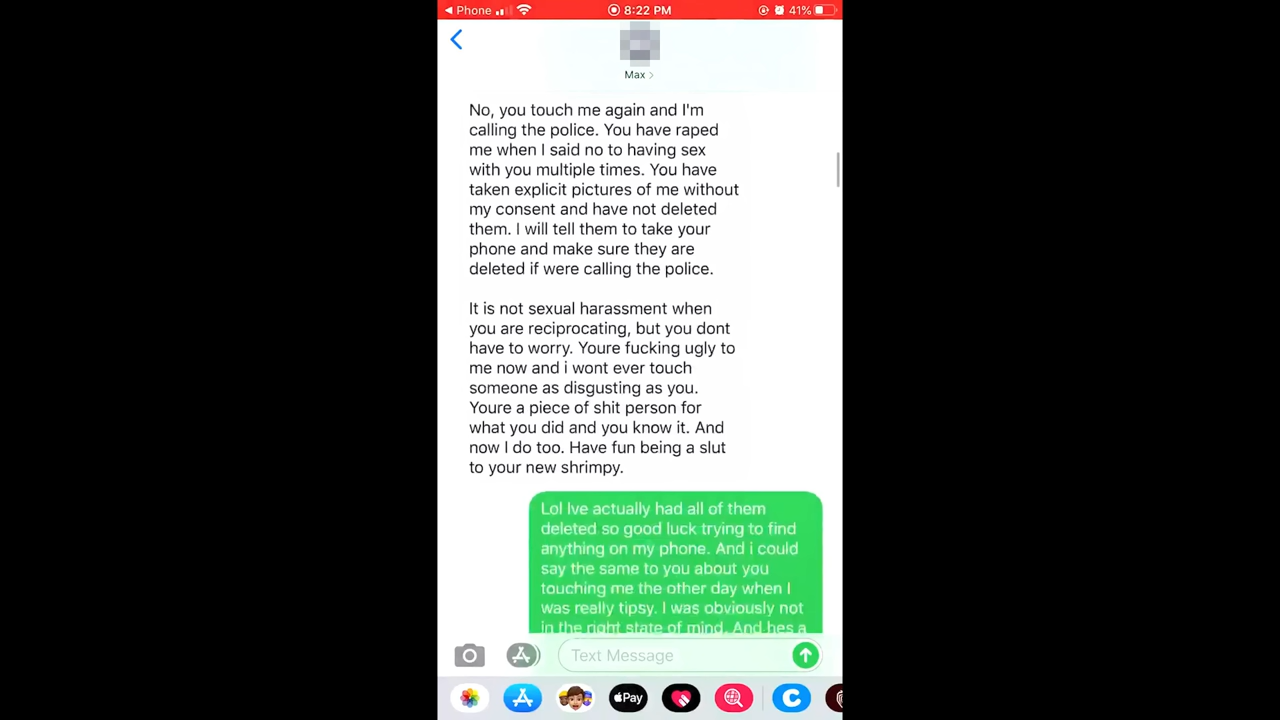 Phone
8:22 PM
41%
Max
No, you touch me again and I'm
calling the police. You have raped
me when I said no to having sex
with you multiple times. You have
taken explicit pictures of me without
my consent and have not deleted
them. I will tell them to take your
phone and make sure they are
deleted if were calling the police.
It is not sexual harassment when
you are reciprocating, but you dont
have to worry. Youre fucking ugly to
me now and i wont ever touch
someone as disgusting as you.
Youre a piece of shit person for
what you did and you know it. And
now I do too. Have fun being a slut
to your new shrimpy.
Lol Ive actually had all of them
deleted so good luck trying to find
anything on my phone. And i could
say the same to you about you
touching me the other day when I
was really tipsy. I was obviously not
in the right state of mind. And hes a
Text Message
Pay
C